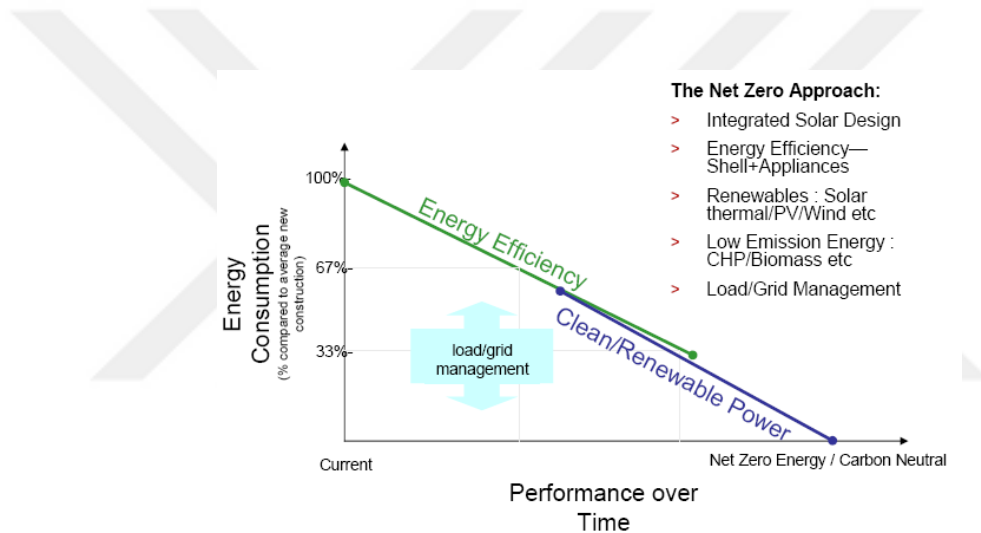 The Net Zero Approach:
> Integrated Solar Design
> Energy Efficiency—
Shell+Appliances
> Renewables : Solar
thermal/PV/Wind etc
> Low Emission Energy :
CHP/Biomass etc
> Load/Grid Management
100%-
67%-
33%-
Energy
Consumption
(% compared to average new
construction)
Energy Efficiency
Clean/Renewable Power
load/grid
management
Current
Net Zero Energy / Carbon Neutral
Performance over
Time